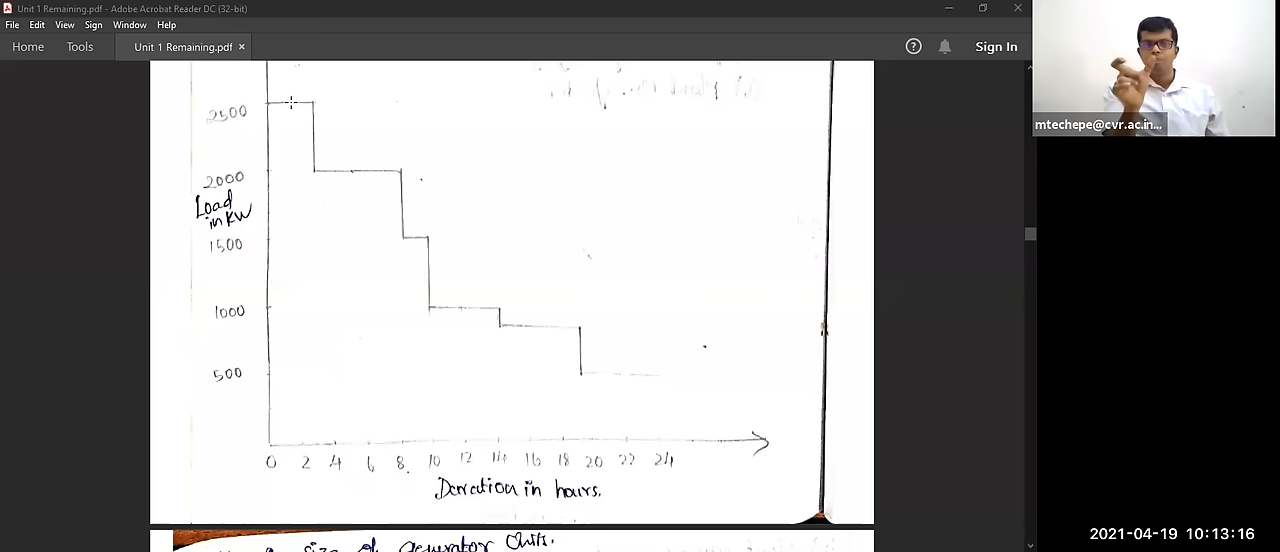 Unit 1 Remaining.pdf - Adobe Acrobat Reader DC (32-bit)
File Edit View Sign Window Help
Home Tools Unit 1 Remaining.pdf × Sign In
mtechepe@cvr.ac.in...
2500
2000
Load
in KW
1500
1000
500
0 2 4 6 8. 10 12 14 16 18 20 22 24
Duration in hours.
size of generator Units.
2021-04-19 10:13:16